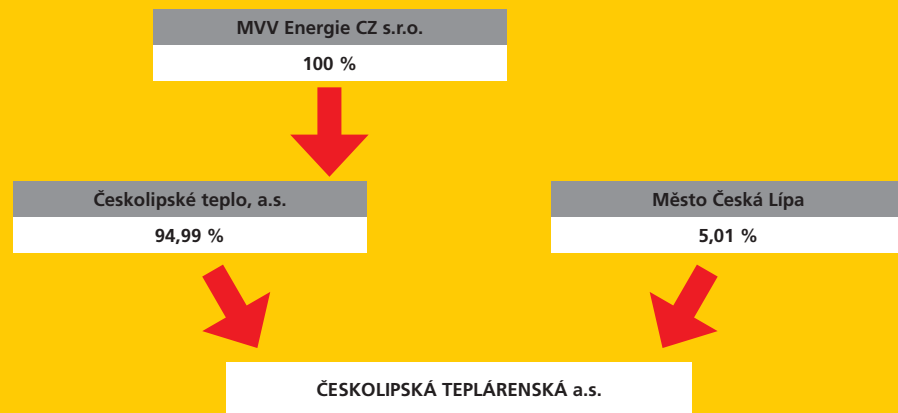 MVV Energie CZ s.r.o.
100 %
Českolipské teplo, a.s.
94,99 %
Město Česká Lípa
5,01 %
ČESKOLIPSKÁ TEPLÁRENSKÁ a.s.